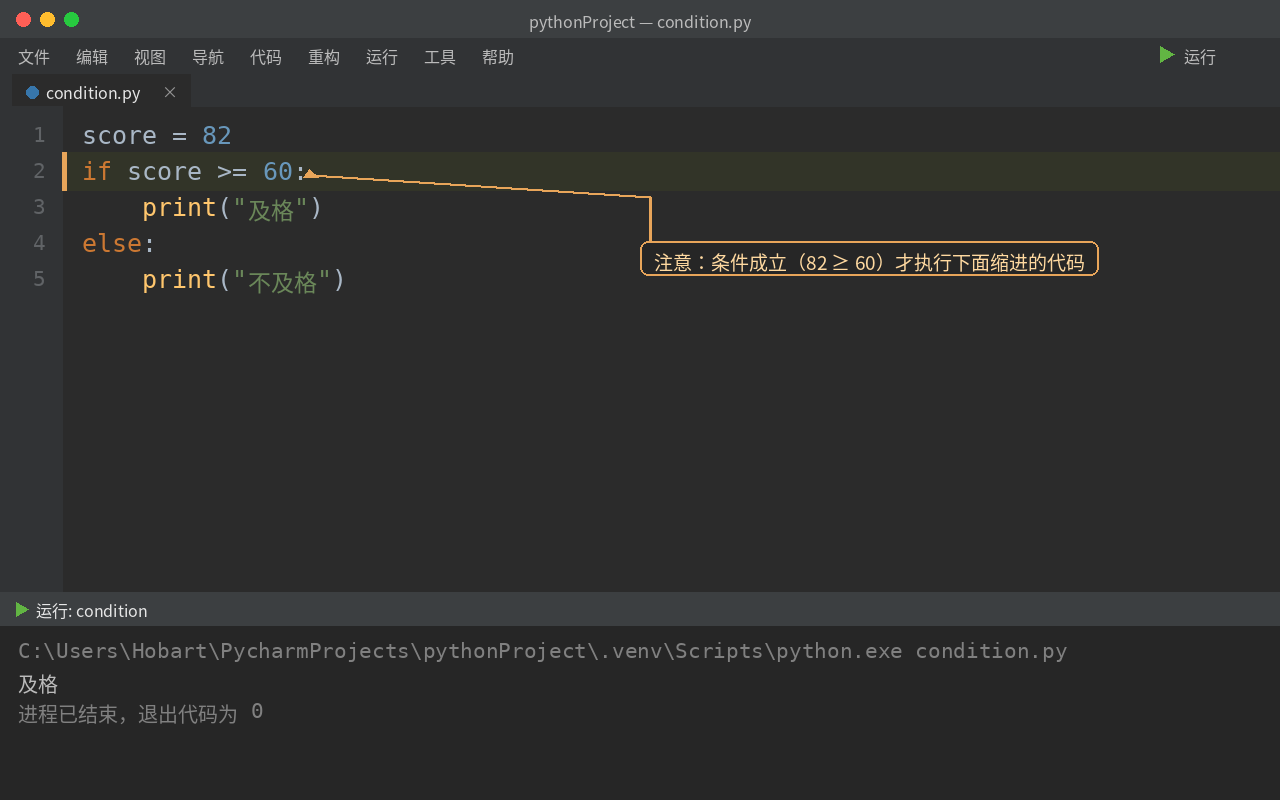 pythonProject — condition.py
文件 编辑 视图 导航 代码 重构 运行 工具 帮助 运行
condition.py ×
1 score = 82
2 if score >= 60:
3     print("及格")
4 else:
注意：条件成立（82 ≥ 60）才执行下面缩进的代码
5     print("不及格")
运行: condition
C:\Users\Hobart\PycharmProjects\pythonProject\.venv\Scripts\python.exe condition.py
及格
进程已结束，退出代码为 0